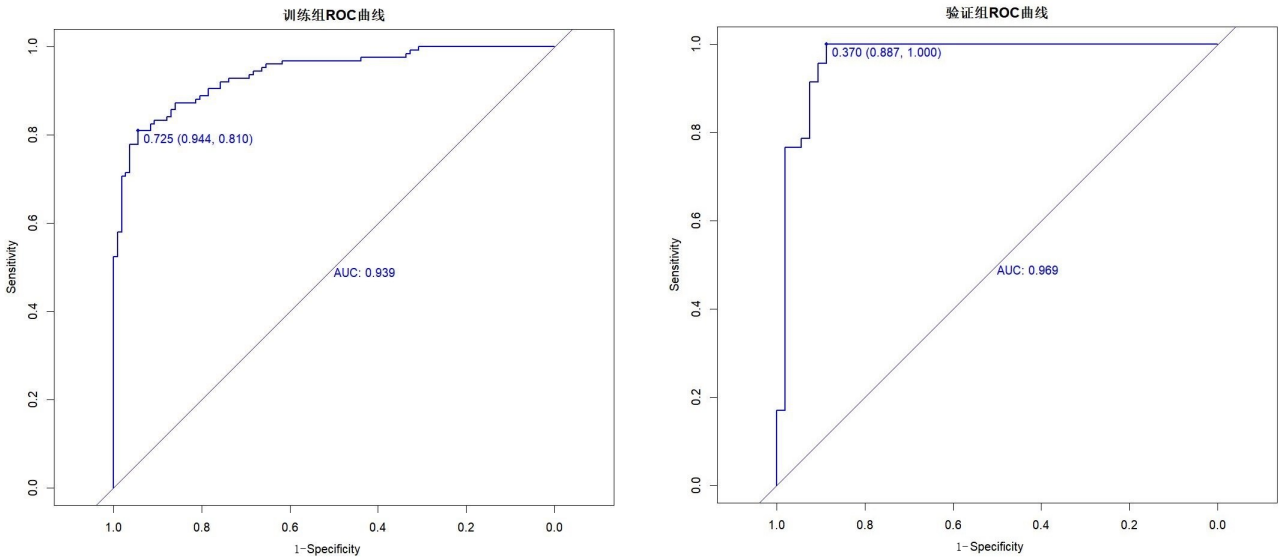 训练组ROC曲线
1.0
0.8
0.6
0.4
0.2
0.0
Sensitivity
0.725 (0.944, 0.810)
AUC: 0.939
1.0 0.8 0.6 0.4 0.2 0.0
1-Specificity
验证组ROC曲线
1.0
0.8
0.6
0.4
0.2
0.0
Sensitivity
0.370 (0.887, 1.000)
AUC: 0.969
1.0 0.8 0.6 0.4 0.2 0.0
1-Specificity